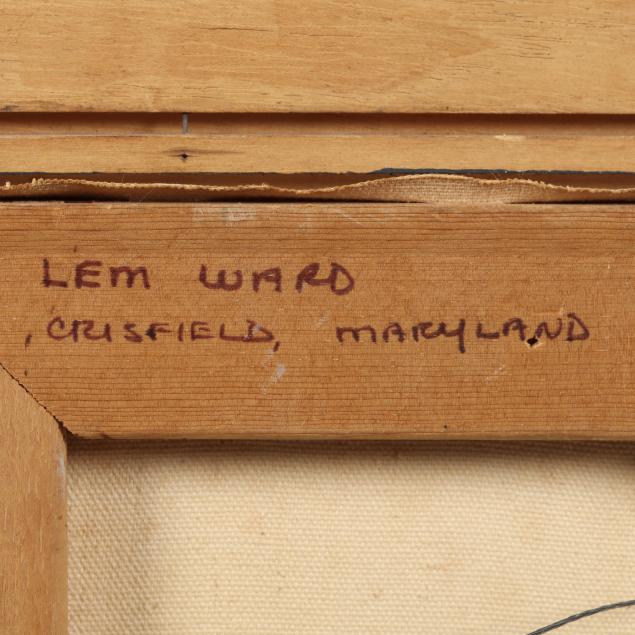 LEM WARD
, CRISFIELD, MARYLAND